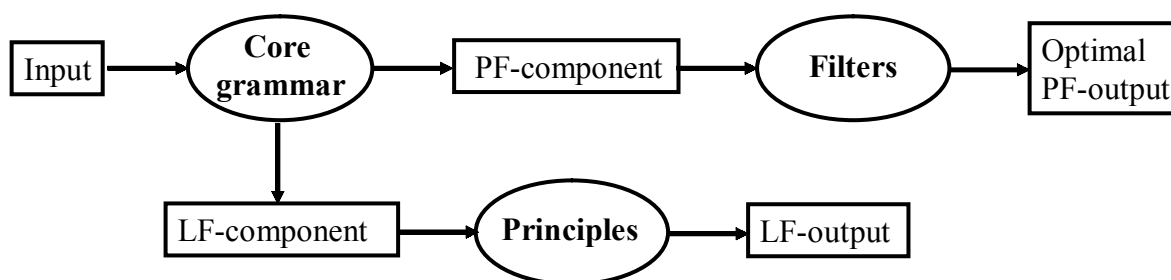 Input
Core
grammar
PF-component
Filters
Optimal
PF-output
LF-component
Principles
LF-output